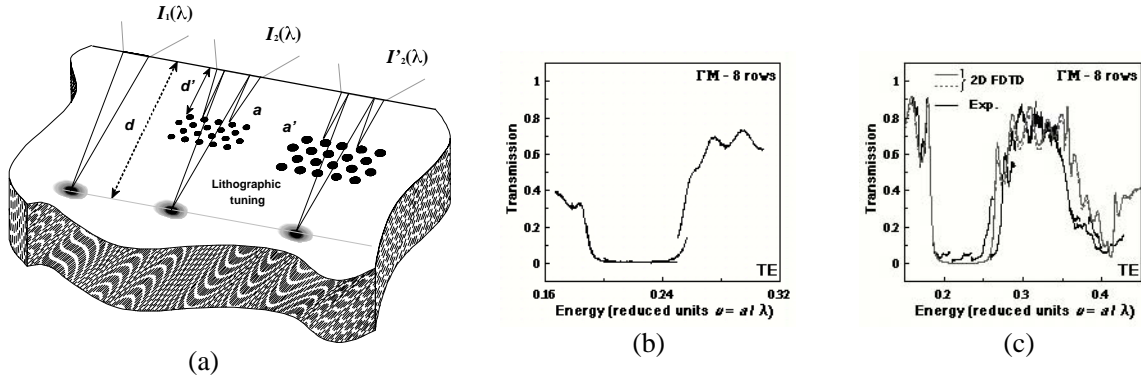 I₁(λ)
I₂(λ)
I'₂(λ)
d'
d
a
a'
Lithographic
tuning
(a)
ΓM - 8 rows
Transmission
1
0.8
0.6
0.4
0.2
0
TE
0.16
0.24
0.32
Energy (reduced units u = a / λ)
(b)
ΓM - 8 rows
2D FDTD
Exp.
Transmission
1
0.8
0.6
0.4
0.2
0
TE
0.2
0.3
0.4
Energy (reduced units u = a / λ)
(c)